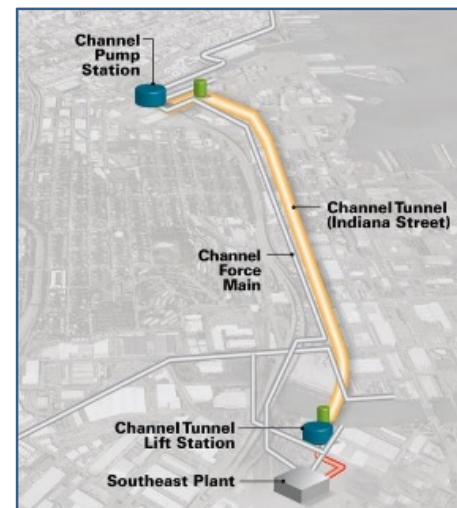 Channel
Pump
Station
Channel Tunnel
(Indiana Street)
Channel
Force
Main
Channel Tunnel
Lift Station
Southeast Plant